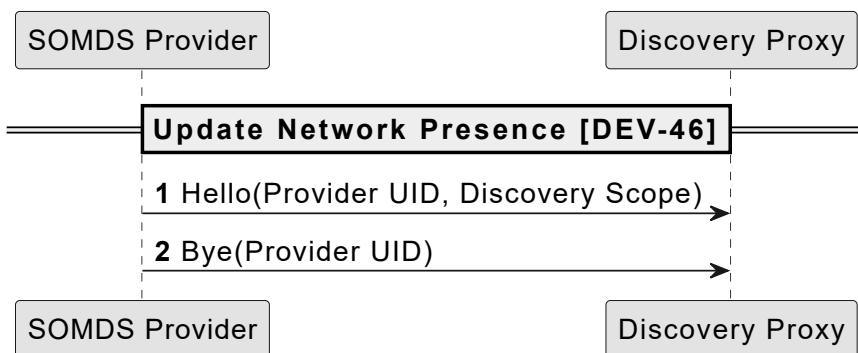 SOMDS Provider
Discovery Proxy
Update Network Presence [DEV-46]
1 Hello(Provider UID, Discovery Scope)
2 Bye(Provider UID)
SOMDS Provider
Discovery Proxy